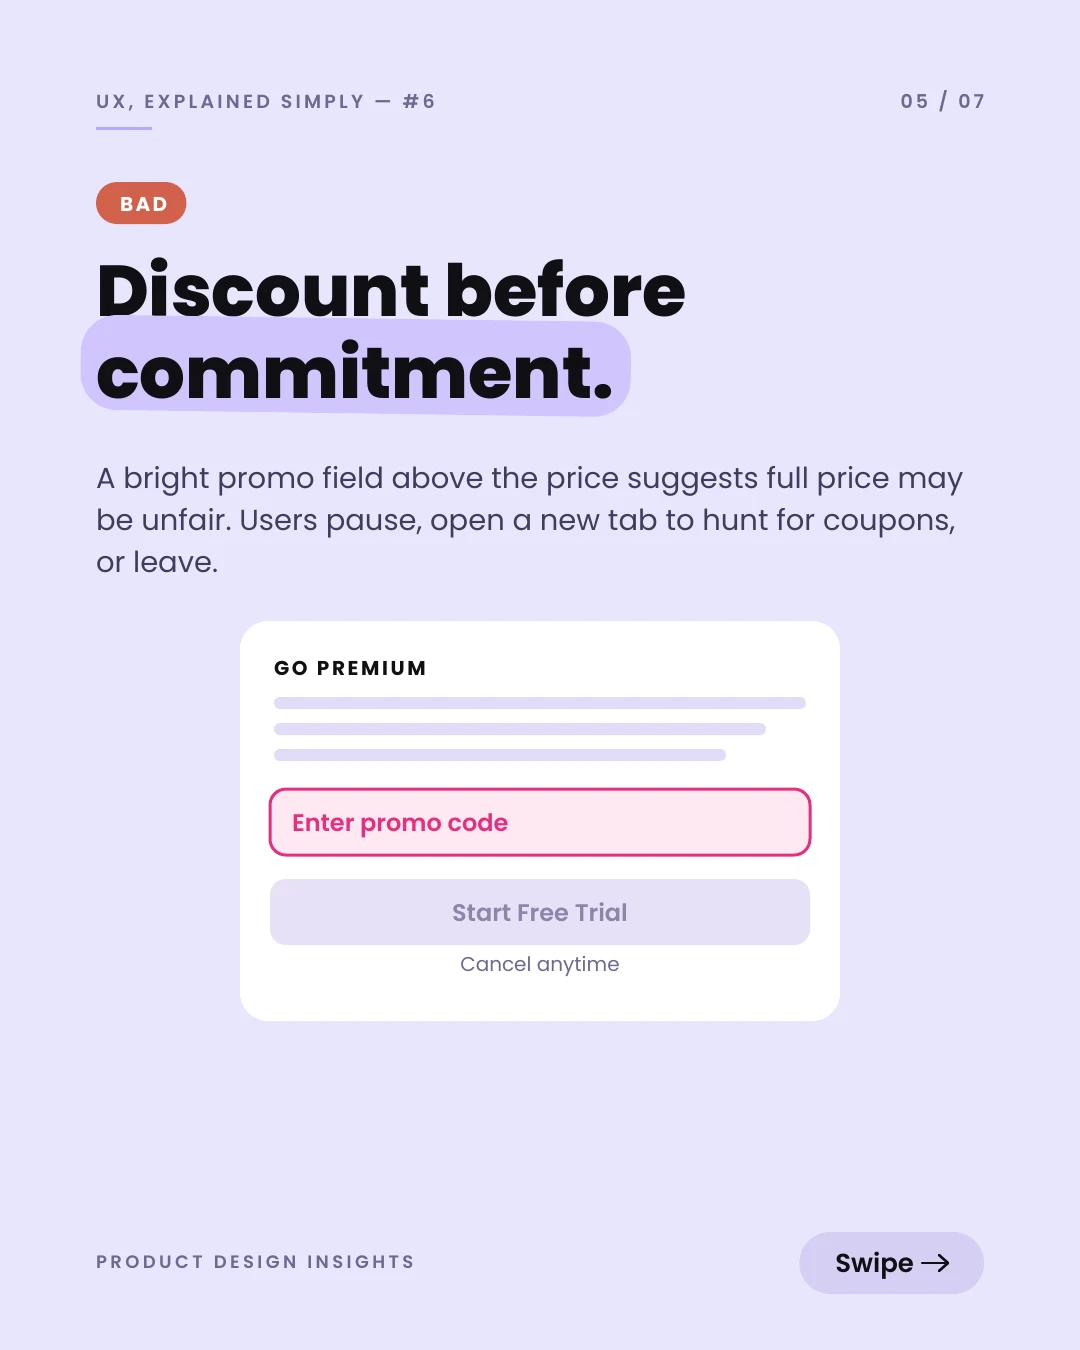 UX, EXPLAINED SIMPLY — #6
05 / 07
BAD
Discount before
commitment.
A bright promo field above the price suggests full price may
be unfair. Users pause, open a new tab to hunt for coupons,
or leave.
GO PREMIUM
Enter promo code
Start Free Trial
Cancel anytime
PRODUCT DESIGN INSIGHTS
Swipe →